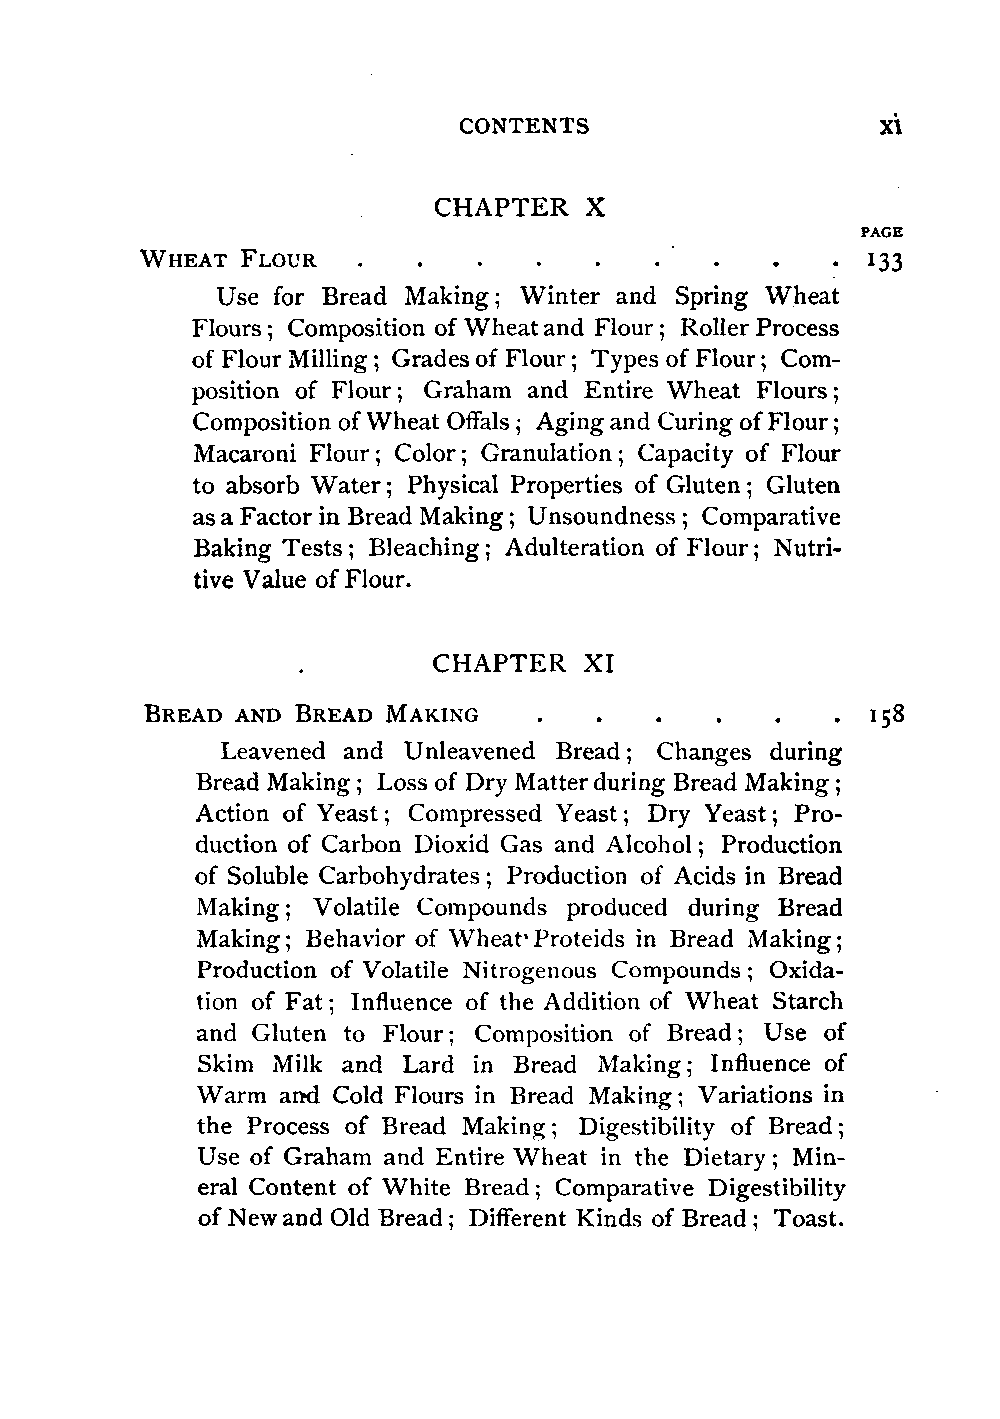 CONTENTS xi
CHAPTER X
PAGE
WHEAT FLOUR . . . . . . . . . 133
Use for Bread Making; Winter and Spring Wheat
Flours; Composition of Wheat and Flour; Roller Process
of Flour Milling; Grades of Flour; Types of Flour; Com-
position of Flour; Graham and Entire Wheat Flours;
Composition of Wheat Offals; Aging and Curing of Flour;
Macaroni Flour; Color; Granulation; Capacity of Flour
to absorb Water; Physical Properties of Gluten; Gluten
as a Factor in Bread Making; Unsoundness; Comparative
Baking Tests; Bleaching; Adulteration of Flour; Nutri-
tive Value of Flour.
CHAPTER XI
BREAD AND BREAD MAKING . . . . . . 158
Leavened and Unleavened Bread; Changes during
Bread Making; Loss of Dry Matter during Bread Making;
Action of Yeast; Compressed Yeast; Dry Yeast; Pro-
duction of Carbon Dioxid Gas and Alcohol; Production
of Soluble Carbohydrates; Production of Acids in Bread
Making; Volatile Compounds produced during Bread
Making; Behavior of Wheat Proteids in Bread Making;
Production of Volatile Nitrogenous Compounds; Oxida-
tion of Fat; Influence of the Addition of Wheat Starch
and Gluten to Flour; Composition of Bread; Use of
Skim Milk and Lard in Bread Making; Influence of
Warm and Cold Flours in Bread Making; Variations in
the Process of Bread Making; Digestibility of Bread;
Use of Graham and Entire Wheat in the Dietary; Min-
eral Content of White Bread; Comparative Digestibility
of New and Old Bread; Different Kinds of Bread; Toast.